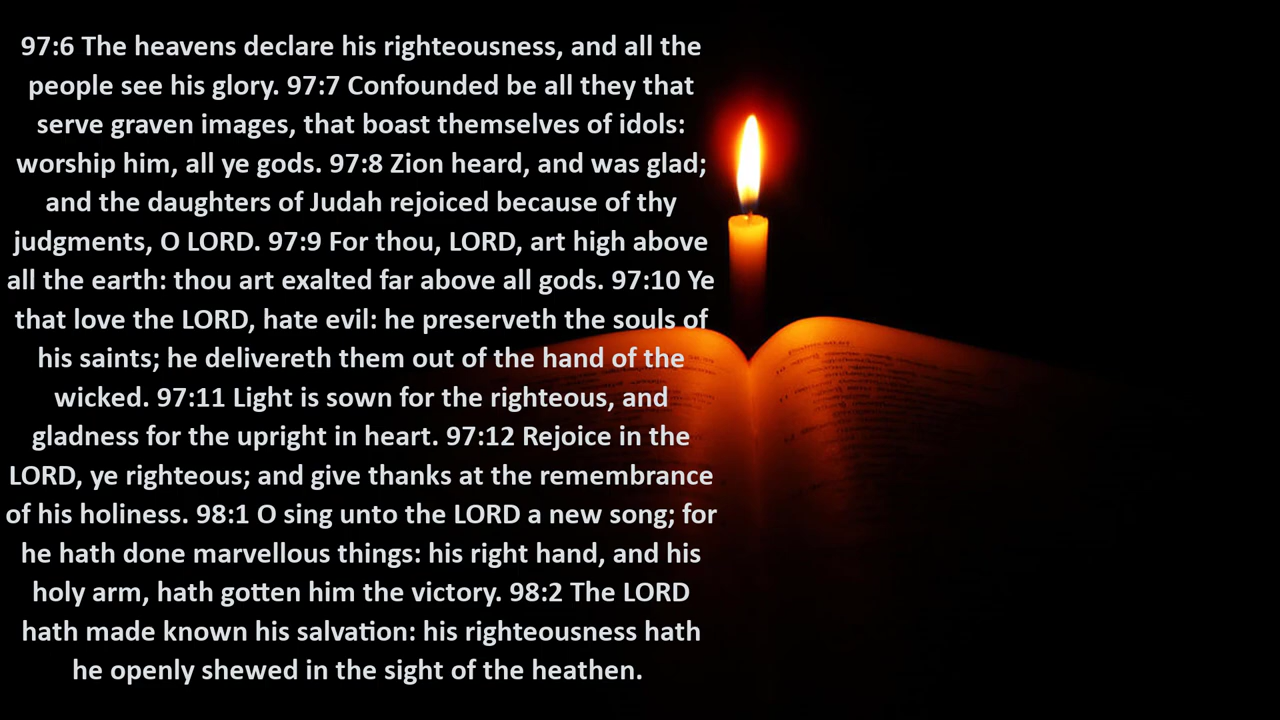 97:6 The heavens declare his righteousness, and all the
people see his glory. 97:7 Confounded be all they that
serve graven images, that boast themselves of idols:
worship him, all ye gods. 97:8 Zion heard, and was glad;
and the daughters of Judah rejoiced because of thy
judgments, O LORD. 97:9 For thou, LORD, art high above
all the earth: thou art exalted far above all gods. 97:10 Ye
that love the LORD, hate evil: he preserveth the souls of
his saints; he delivereth them out of the hand of the
wicked. 97:11 Light is sown for the righteous, and
gladness for the upright in heart. 97:12 Rejoice in the
LORD, ye righteous; and give thanks at the remembrance
of his holiness. 98:1 O sing unto the LORD a new song; for
he hath done marvellous things: his right hand, and his
holy arm, hath gotten him the victory. 98:2 The LORD
hath made known his salvation: his righteousness hath
he openly shewed in the sight of the heathen.